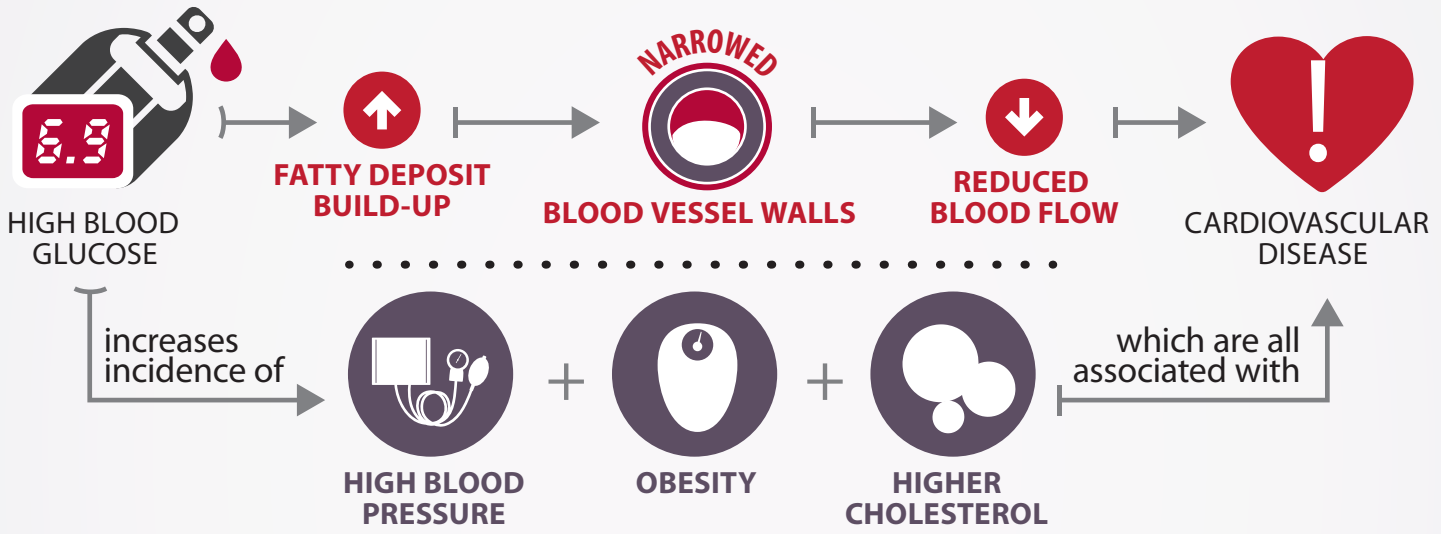 6.9
HIGH BLOOD
GLUCOSE
FATTY DEPOSIT
BUILD-UP
NARROWED
BLOOD VESSEL WALLS
REDUCED
BLOOD FLOW
!
CARDIOVASCULAR
DISEASE
increases
incidence of
HIGH BLOOD
PRESSURE
+
OBESITY
+
HIGHER
CHOLESTEROL
which are all
associated with